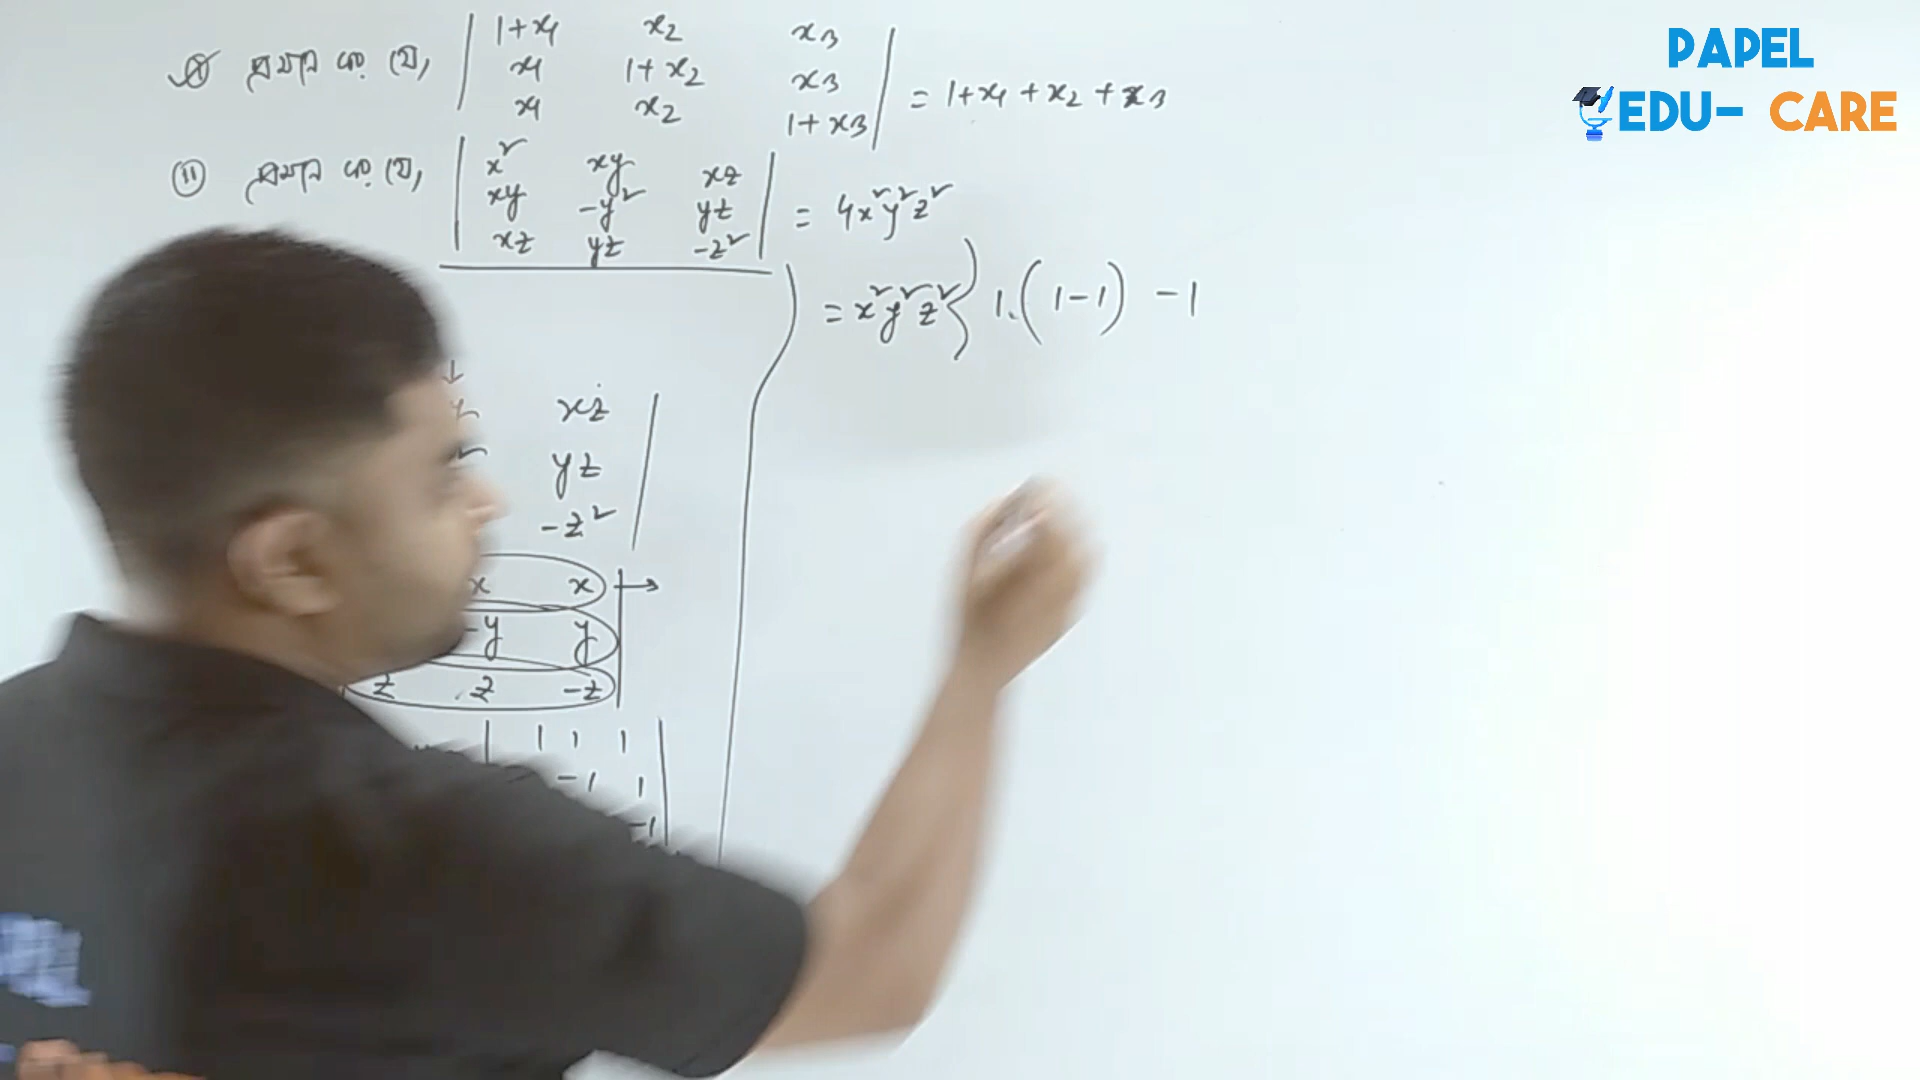 প্রমাণ কর যে, | 1+x₁ x₂ x₃ |
| x₁ 1+x₂ x₃ | = 1+x₁+x₂+x₃
| x₁ x₂ 1+x₃ |
(ii) প্রমাণ কর যে, | x² xy xz |
| xy -y² yz | = 4x²y²z²
| xz yz -z² |
xz |
yz |
-z² |
x x | →
-y y |
z z -z |
| 1 1 1 |
-1 1 |
-1 |
= x²y²z² { 1.(1-1) -1
PAPEL
EDU- CARE